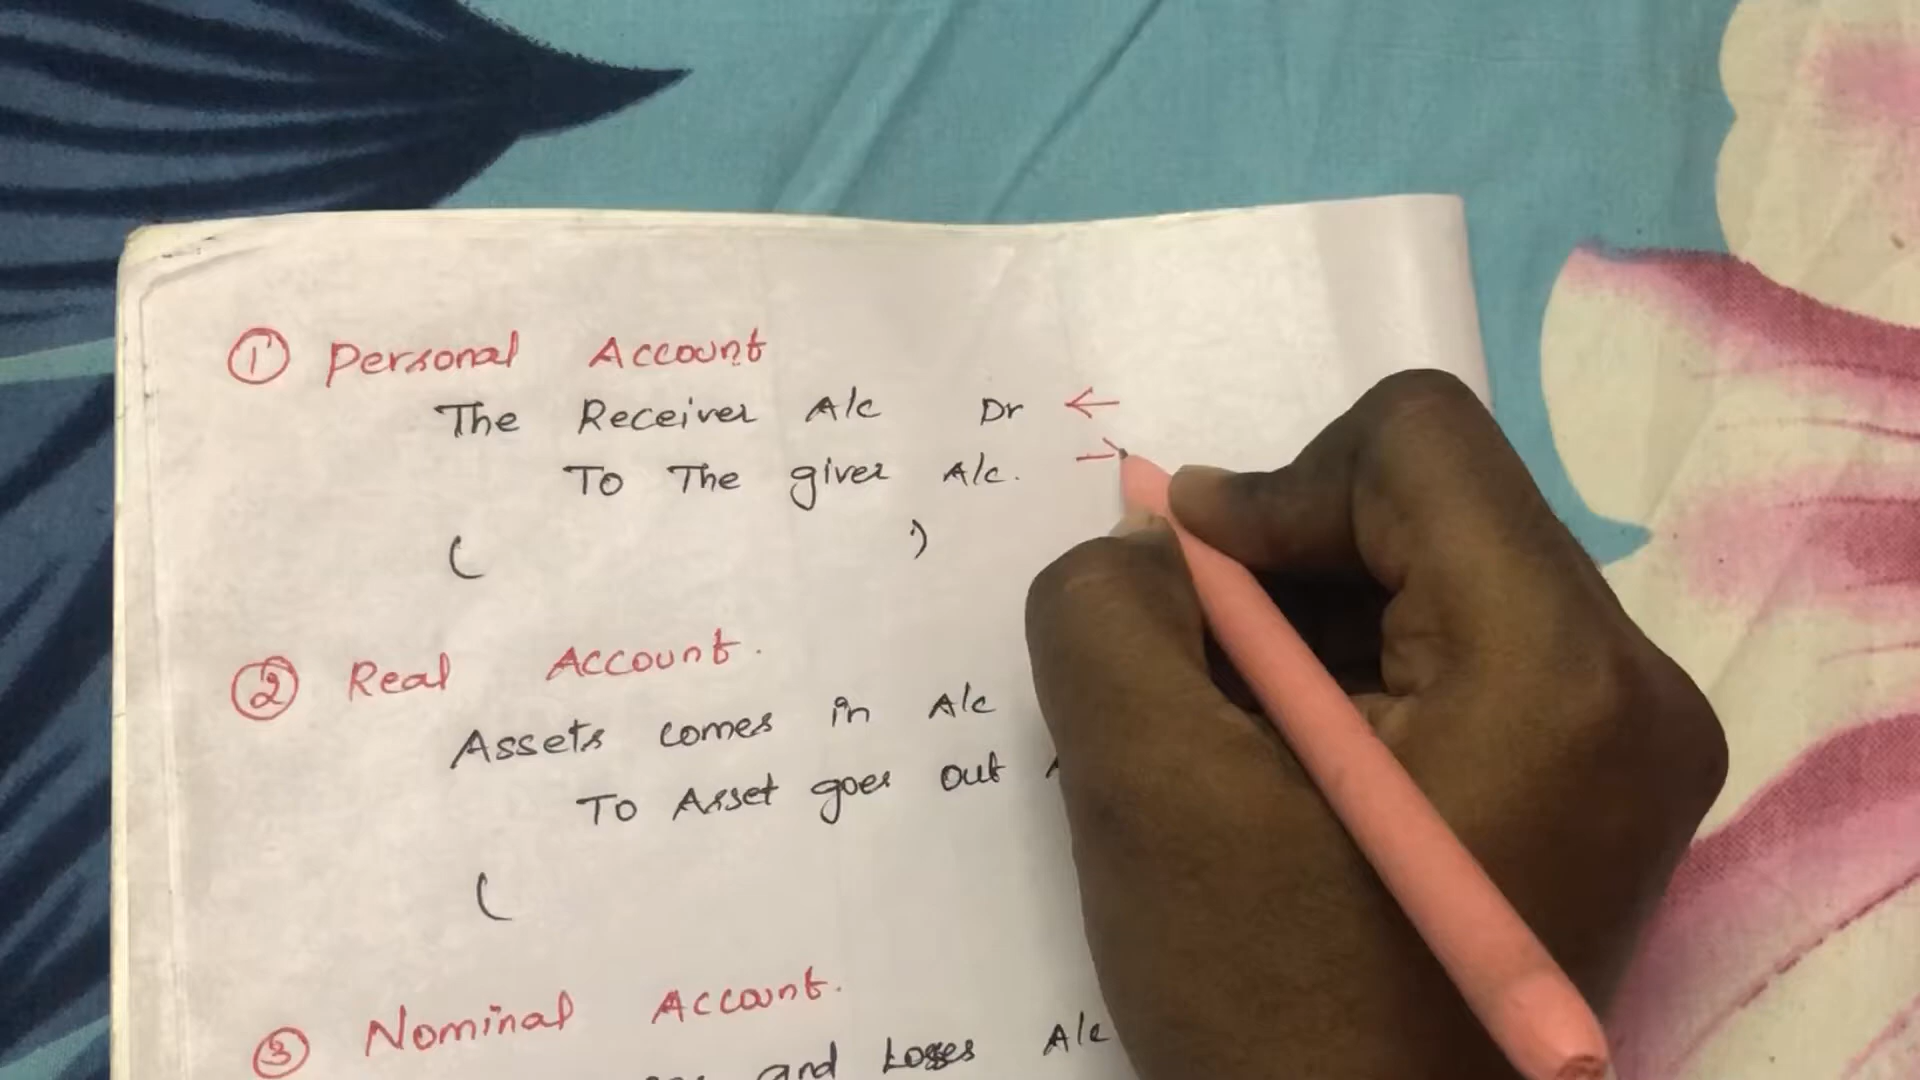 ① Personal Account
The Receiver A/c Dr ←
To The giver A/c. →
( )
② Real Account.
Assets comes in A/c
To Asset goes out
(
③ Nominal Account.
and Losses A/c